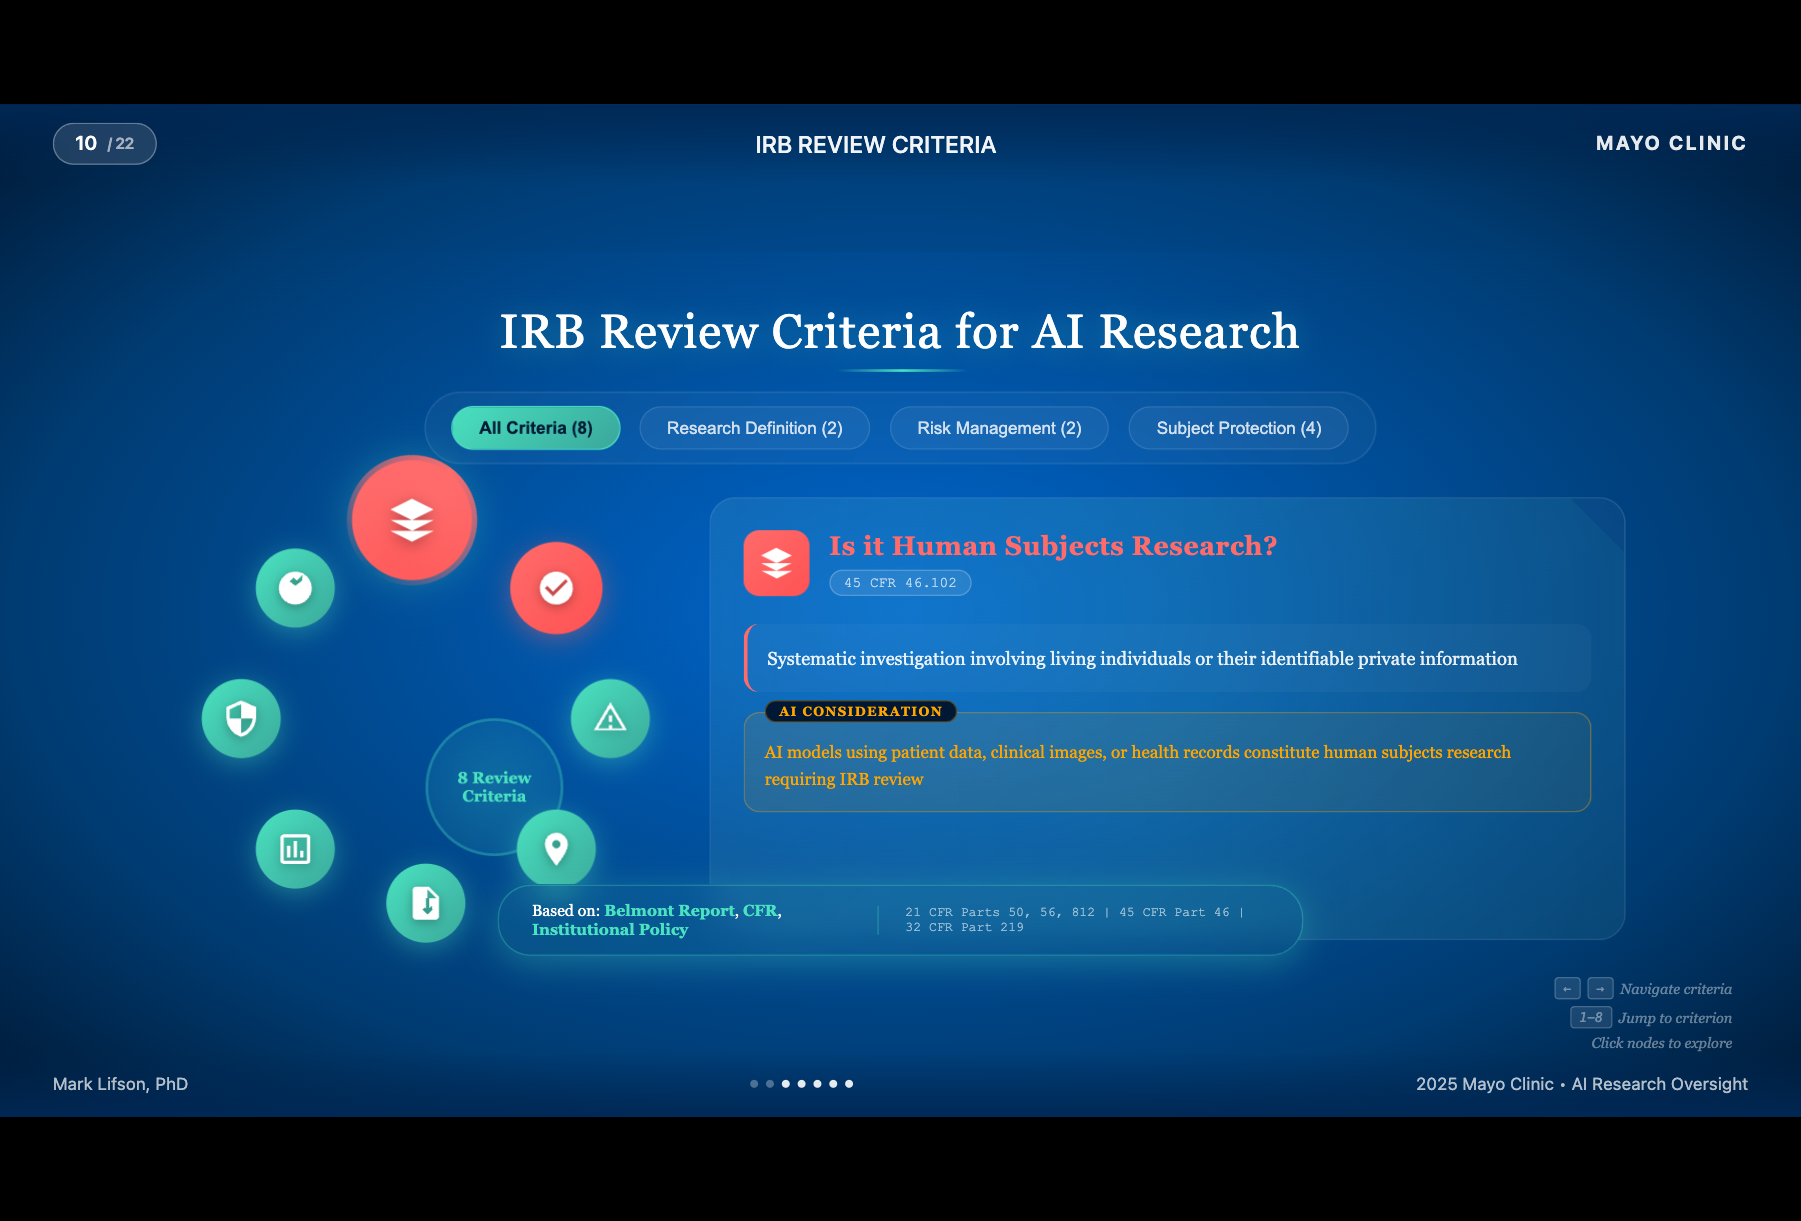 10 / 22
IRB REVIEW CRITERIA
MAYO CLINIC
IRB Review Criteria for AI Research
All Criteria (8)
Research Definition (2)
Risk Management (2)
Subject Protection (4)
8 Review
Criteria
Is it Human Subjects Research?
45 CFR 46.102
Systematic investigation involving living individuals or their identifiable private information
AI CONSIDERATION
AI models using patient data, clinical images, or health records constitute human subjects research
requiring IRB review
Based on: Belmont Report, CFR,
Institutional Policy
21 CFR Parts 50, 56, 812 | 45 CFR Part 46 |
32 CFR Part 219
← → Navigate criteria
1–8 Jump to criterion
Click nodes to explore
Mark Lifson, PhD
2025 Mayo Clinic • AI Research Oversight